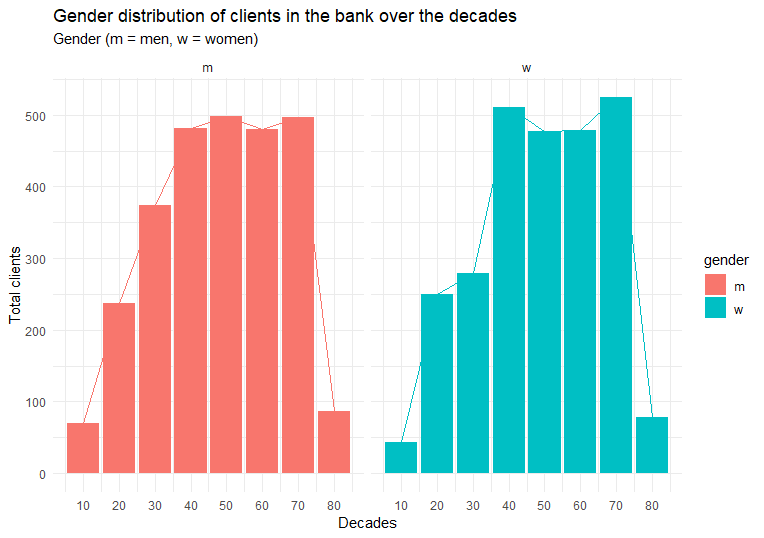 Gender distribution of clients in the bank over the decades
Gender (m = men, w = women)
m w
500
400
300
200
100
0
Total clients
10 20 30 40 50 60 70 80 10 20 30 40 50 60 70 80
Decades
gender
m
w